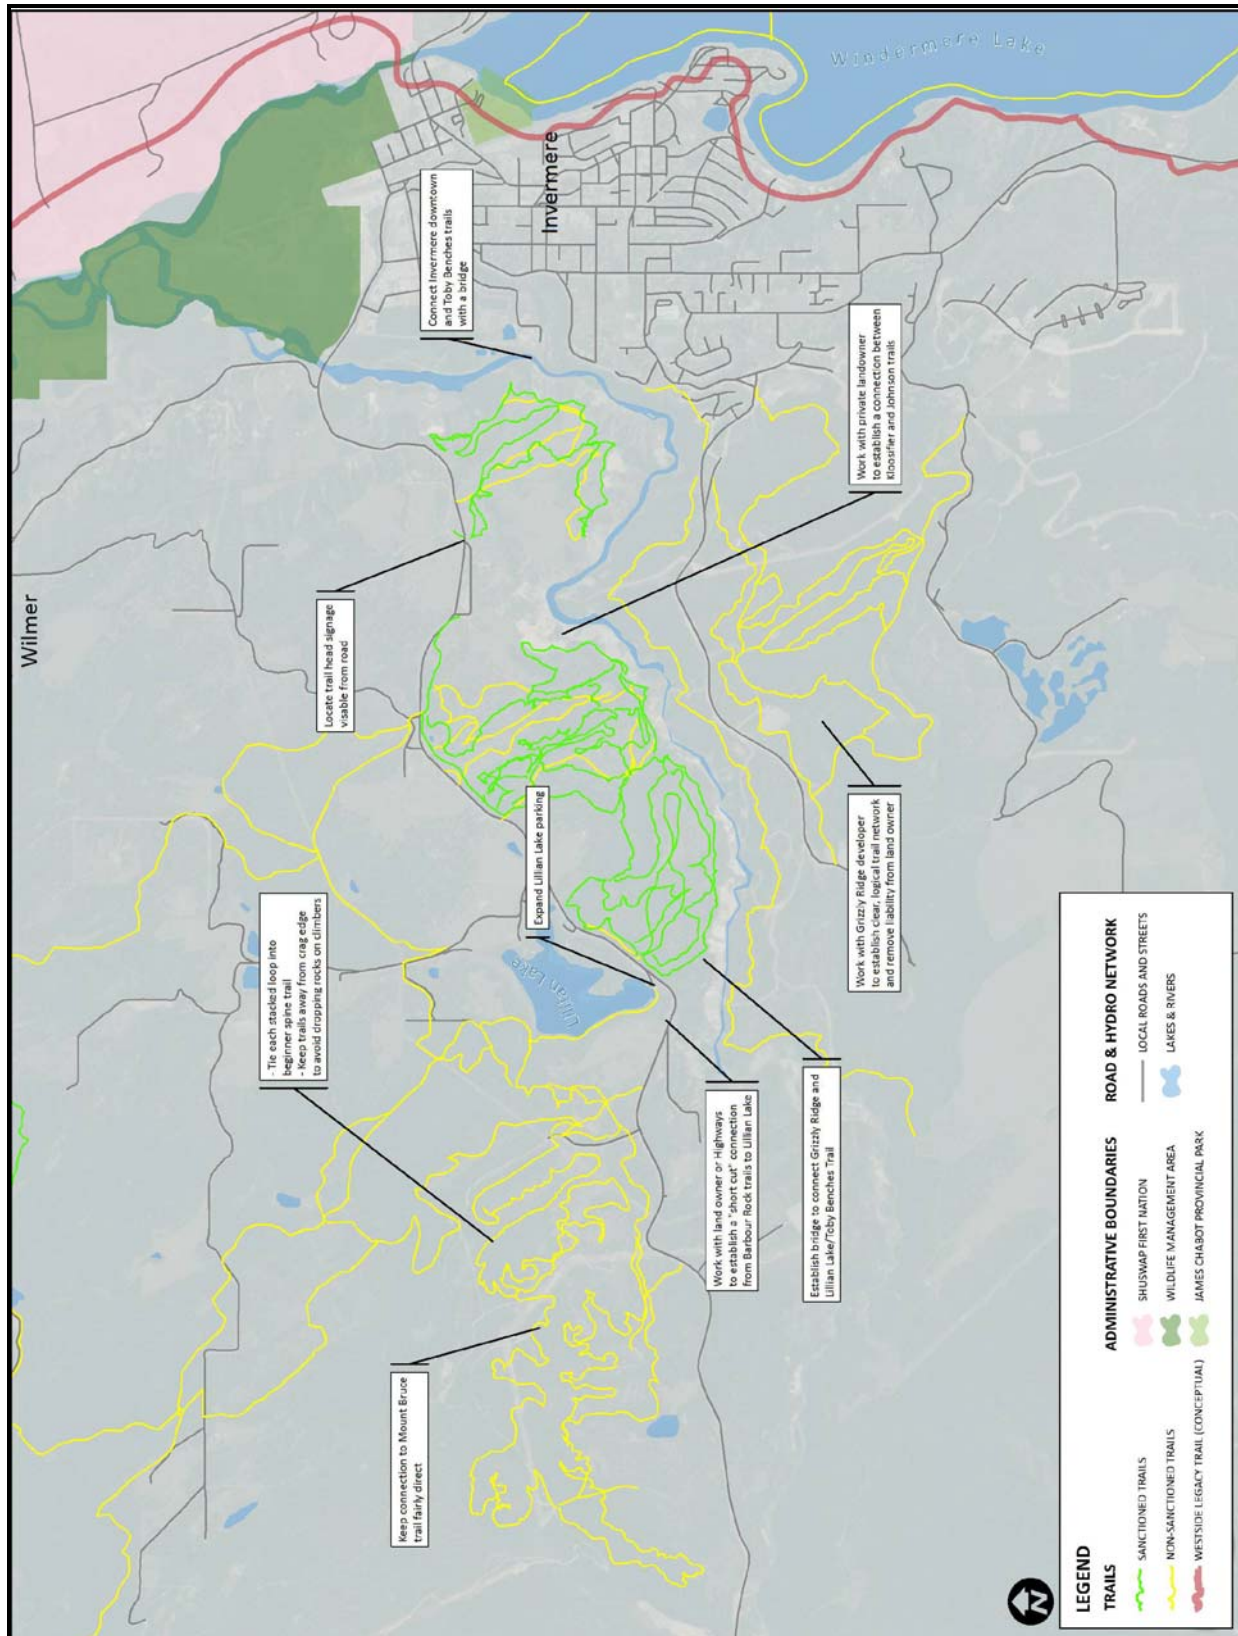 Windermere Lake
Wilmer
Invermere
Connect Invermere downtown
and Toby Benches trails
with a bridge
Locate trail head signage
visable from road
Work with private landowner
to establish a connection between
Kloosifier and Johnson trails
- Tie each stacked loop into
beginner spine trail
- Keep trails away from crag edge
to avoid dropping rocks on climbers
Expand Lillian Lake parking
Lillian Lake
Work with Grizzly Ridge developer
to establish clear, logical trail network
and remove liability from land owner
Keep connection to Mount Bruce
trail fairly direct
Work with land owner or Highways
to establish a "short cut" connection
from Barbour Rock trails to Lillian Lake
Establish bridge to connect Grizzly Ridge and
Lillian Lake/Toby Benches Trail
N
LEGEND
TRAILS
SANCTIONED TRAILS
NON-SANCTIONED TRAILS
WESTSIDE LEGACY TRAIL (CONCEPTUAL)
ADMINISTRATIVE BOUNDARIES
SHUSWAP FIRST NATION
WILDLIFE MANAGEMENT AREA
JAMES CHABOT PROVINCIAL PARK
ROAD & HYDRO NETWORK
LOCAL ROADS AND STREETS
LAKES & RIVERS